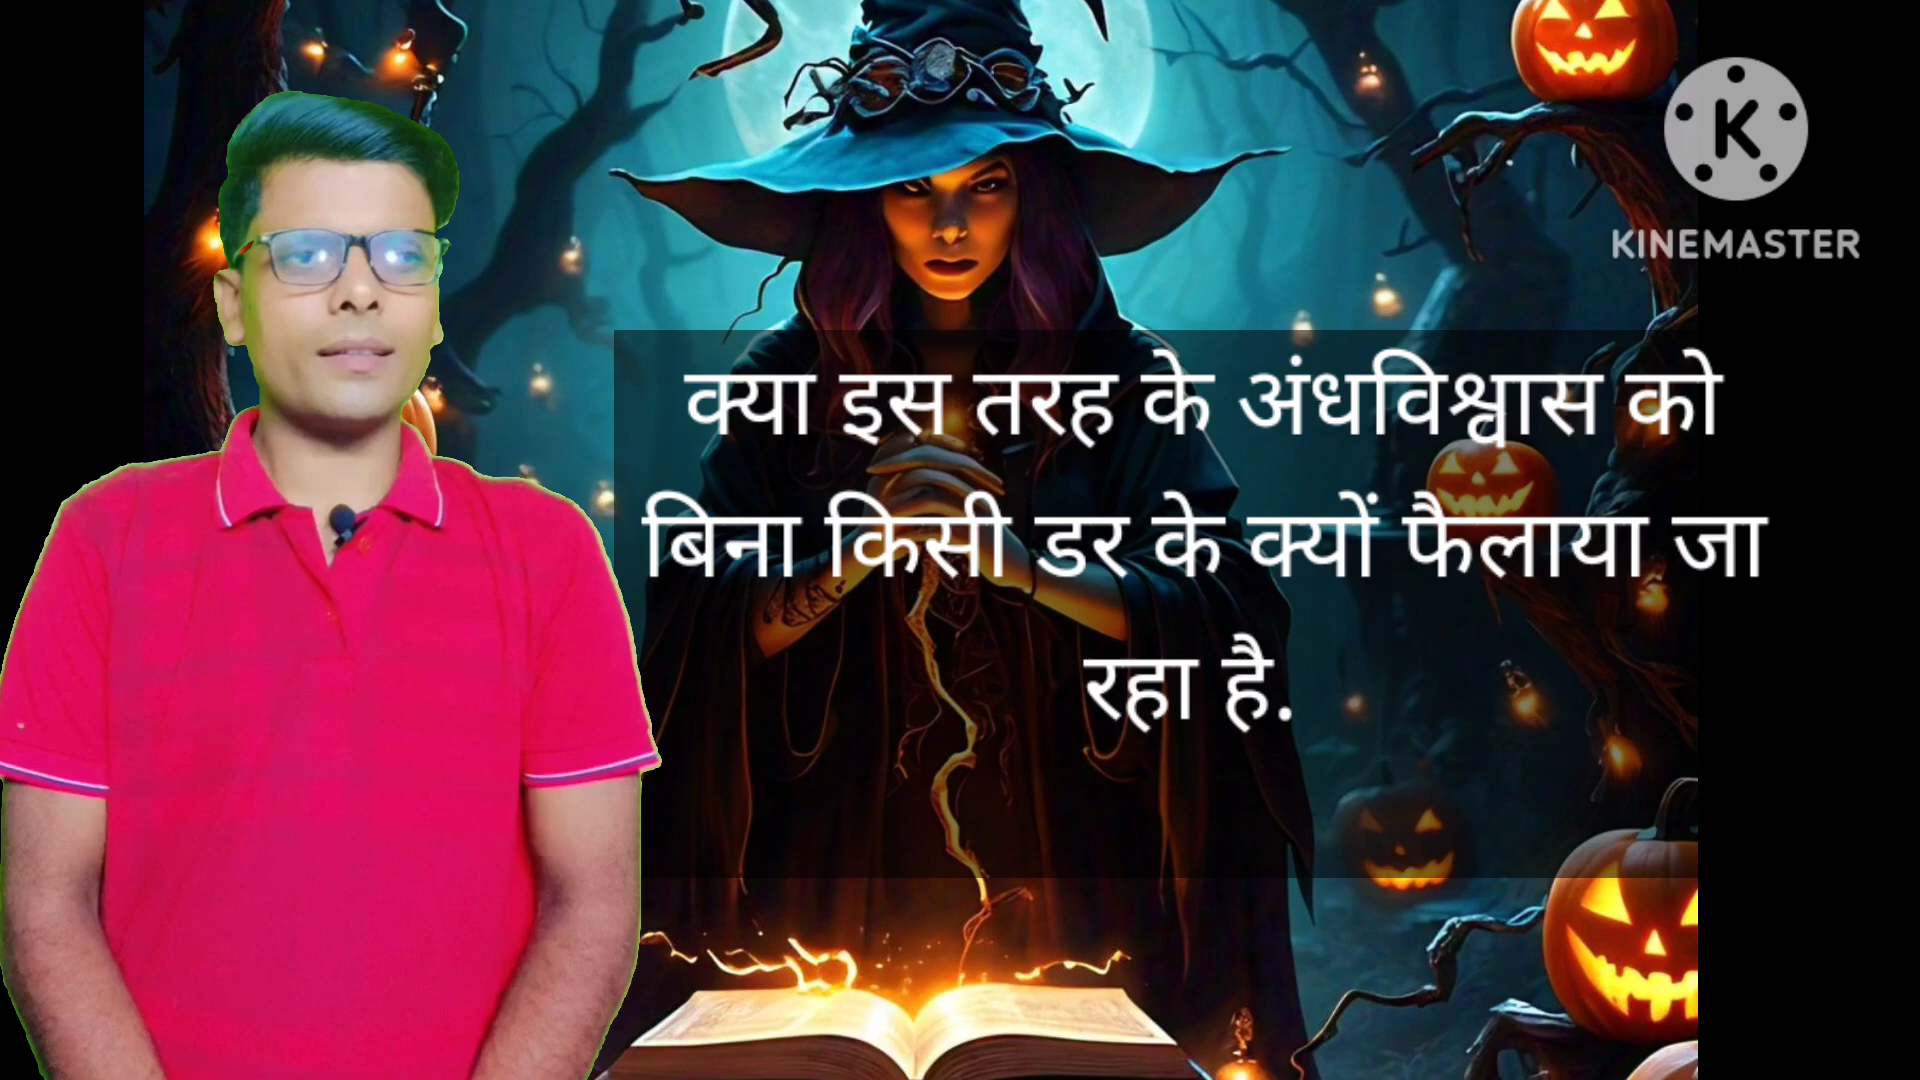 KINEMASTER
क्या इस तरह के अंधविश्वास को
बिना किसी डर के क्यों फैलाया जा
रहा है.